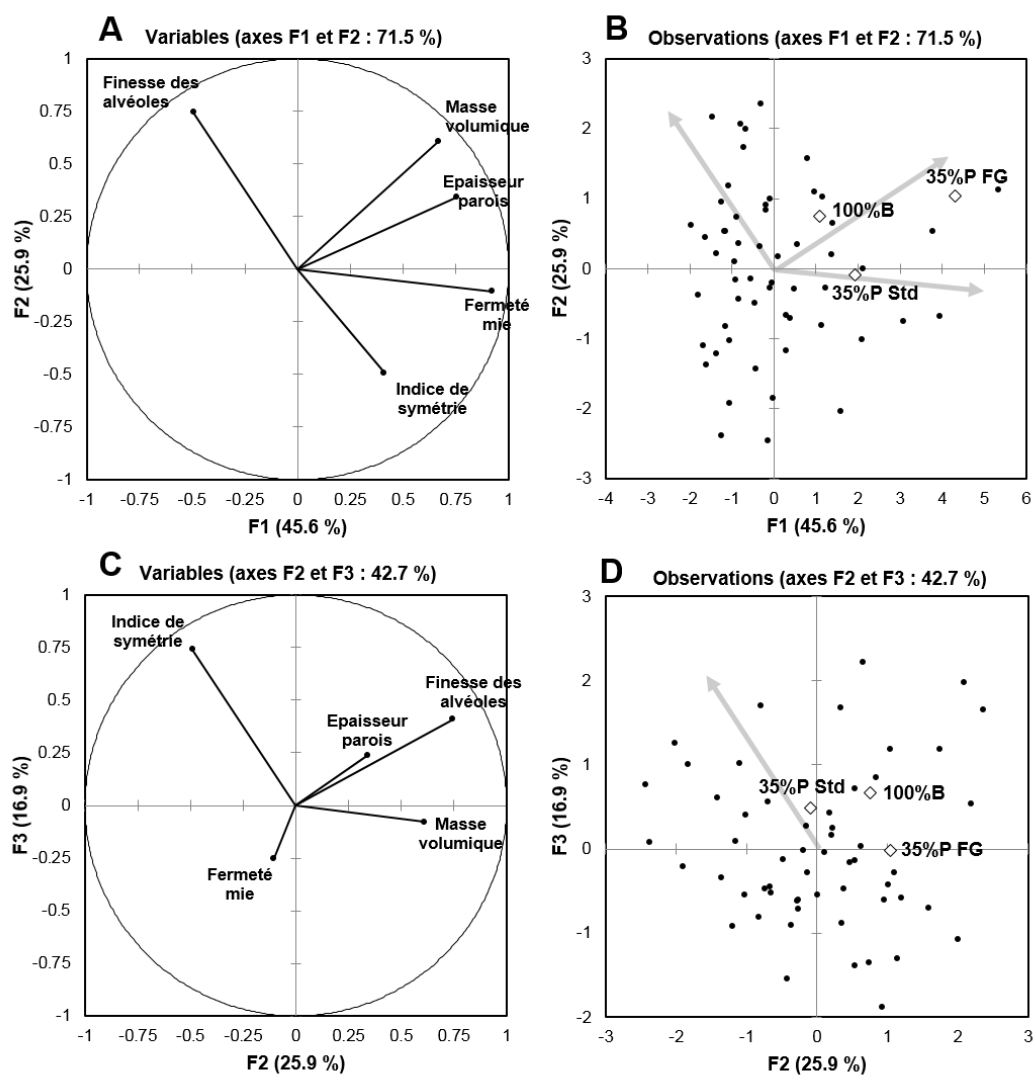 A
Variables (axes F1 et F2 : 71.5 %)
1
0.75
0.5
0.25
0
-0.25
-0.5
-0.75
-1
F2 (25.9 %)
Finesse des
alvéoles
Masse
volumique
Epaisseur
parois
Fermeté
mie
Indice de
symétrie
-1 -0.75 -0.5 -0.25 0 0.25 0.5 0.75 1
F1 (45.6 %)
B
Observations (axes F1 et F2 : 71.5 %)
3
2
1
0
-1
-2
-3
F2 (25.9 %)
35%P FG
100%B
35%P Std
-4 -3 -2 -1 0 1 2 3 4 5 6
F1 (45.6 %)
C
Variables (axes F2 et F3 : 42.7 %)
1
0.75
0.5
0.25
0
-0.25
-0.5
-0.75
-1
F3 (16.9 %)
Indice de
symétrie
Finesse des
alvéoles
Epaisseur
parois
Masse
volumique
Fermeté
mie
-1 -0.75 -0.5 -0.25 0 0.25 0.5 0.75 1
F2 (25.9 %)
D
Observations (axes F2 et F3 : 42.7 %)
3
2
1
0
-1
-2
F3 (16.9 %)
35%P Std
100%B
35%P FG
-3 -2 -1 0 1 2 3
F2 (25.9 %)